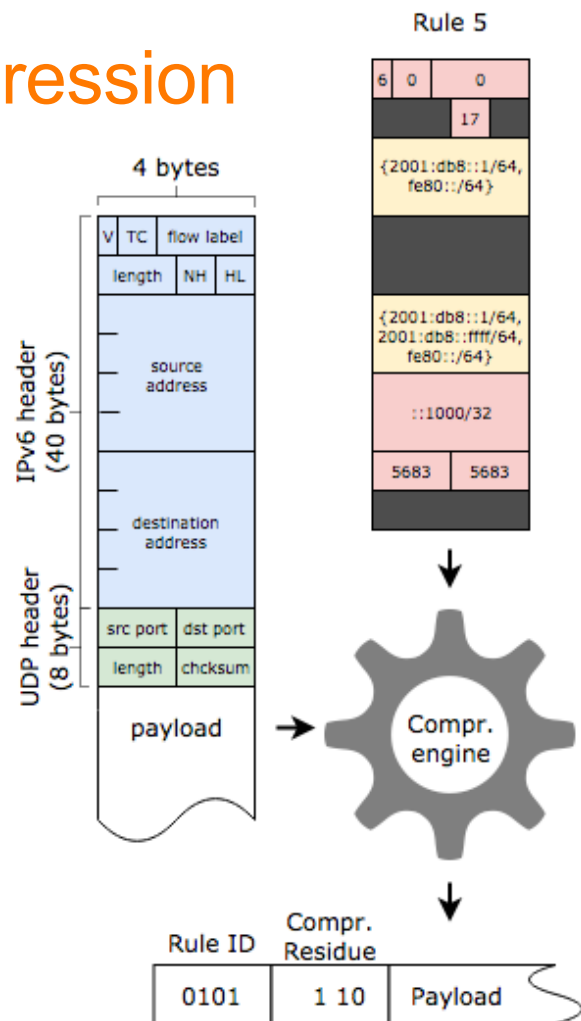 ression
Rule 5
6 0 0
17
{2001:db8::1/64,
fe80::/64}
{2001:db8::1/64,
2001:db8::ffff/64,
fe80::/64}
::1000/32
5683 5683
4 bytes
V TC flow label
length NH HL
source
address
destination
address
src port dst port
length chcksum
payload
IPv6 header
(40 bytes)
UDP header
(8 bytes)
Compr.
engine
Rule ID
Compr.
Residue
0101 1 10 Payload